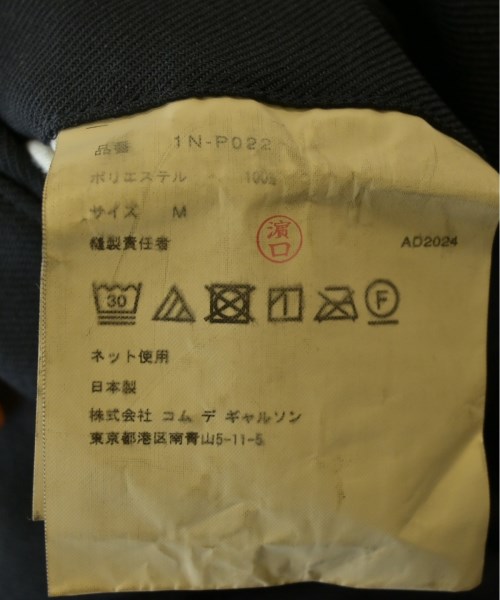 品番 1N-P022
ポリエステル 100%
サイズ M
縫製責任者 濱口 AD2024
30 F
ネット使用
日本製
株式会社 コム デ ギャルソン
東京都港区南青山5-11-5